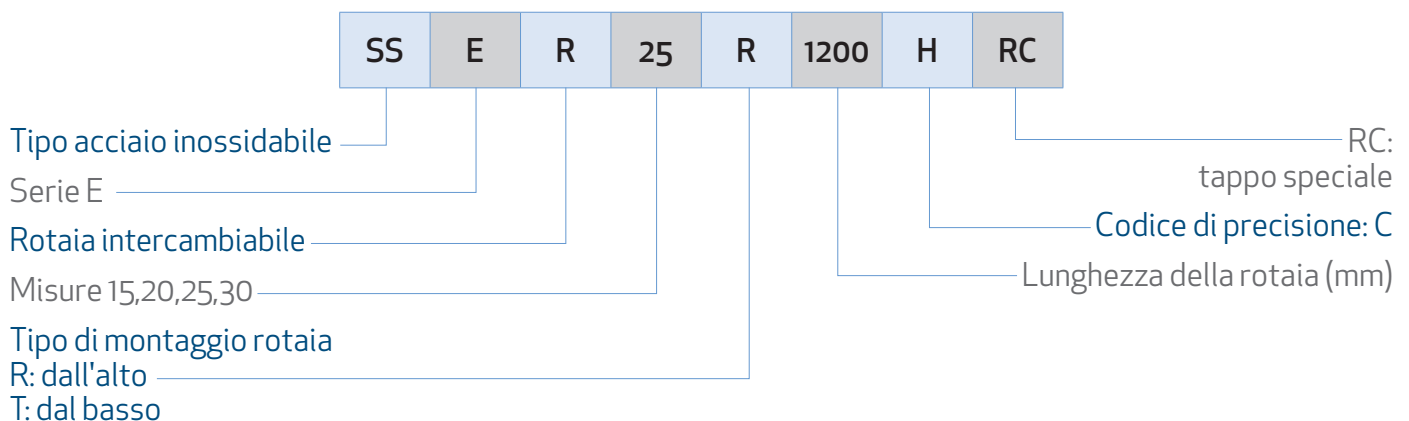 SS E R 25 R 1200 H RC
Tipo acciaio inossidabile
Serie E
Rotaia intercambiabile
Misure 15,20,25,30
Tipo di montaggio rotaia
R: dall'alto
T: dal basso
RC:
tappo speciale
Codice di precisione: C
Lunghezza della rotaia (mm)